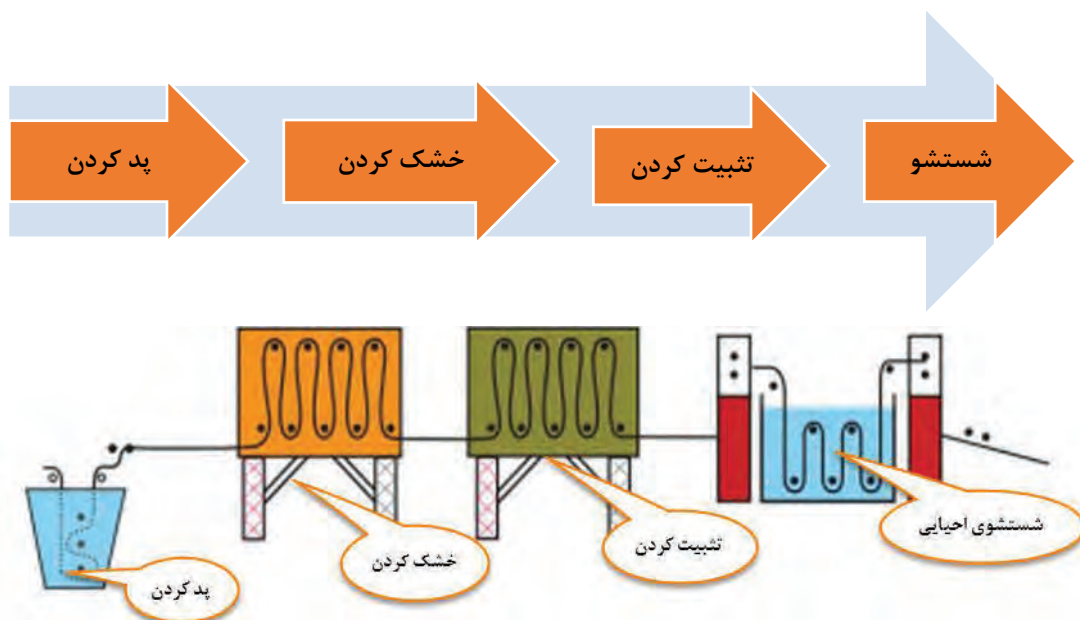 پد کردن
خشک کردن
تثبیت کردن
شستشو
پد کردن
خشک کردن
تثبیت کردن
شستشوی احیایی